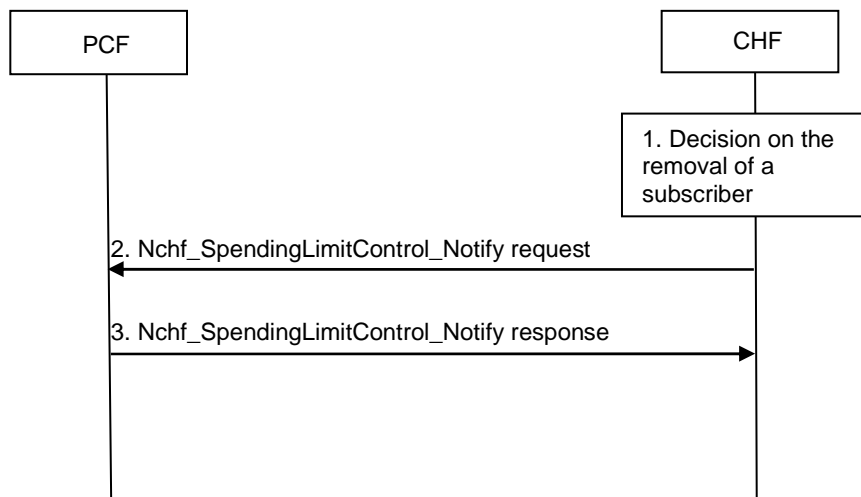 PCF
CHF
1. Decision on the
removal of a
subscriber
2. Nchf_SpendingLimitControl_Notify request
3. Nchf_SpendingLimitControl_Notify response